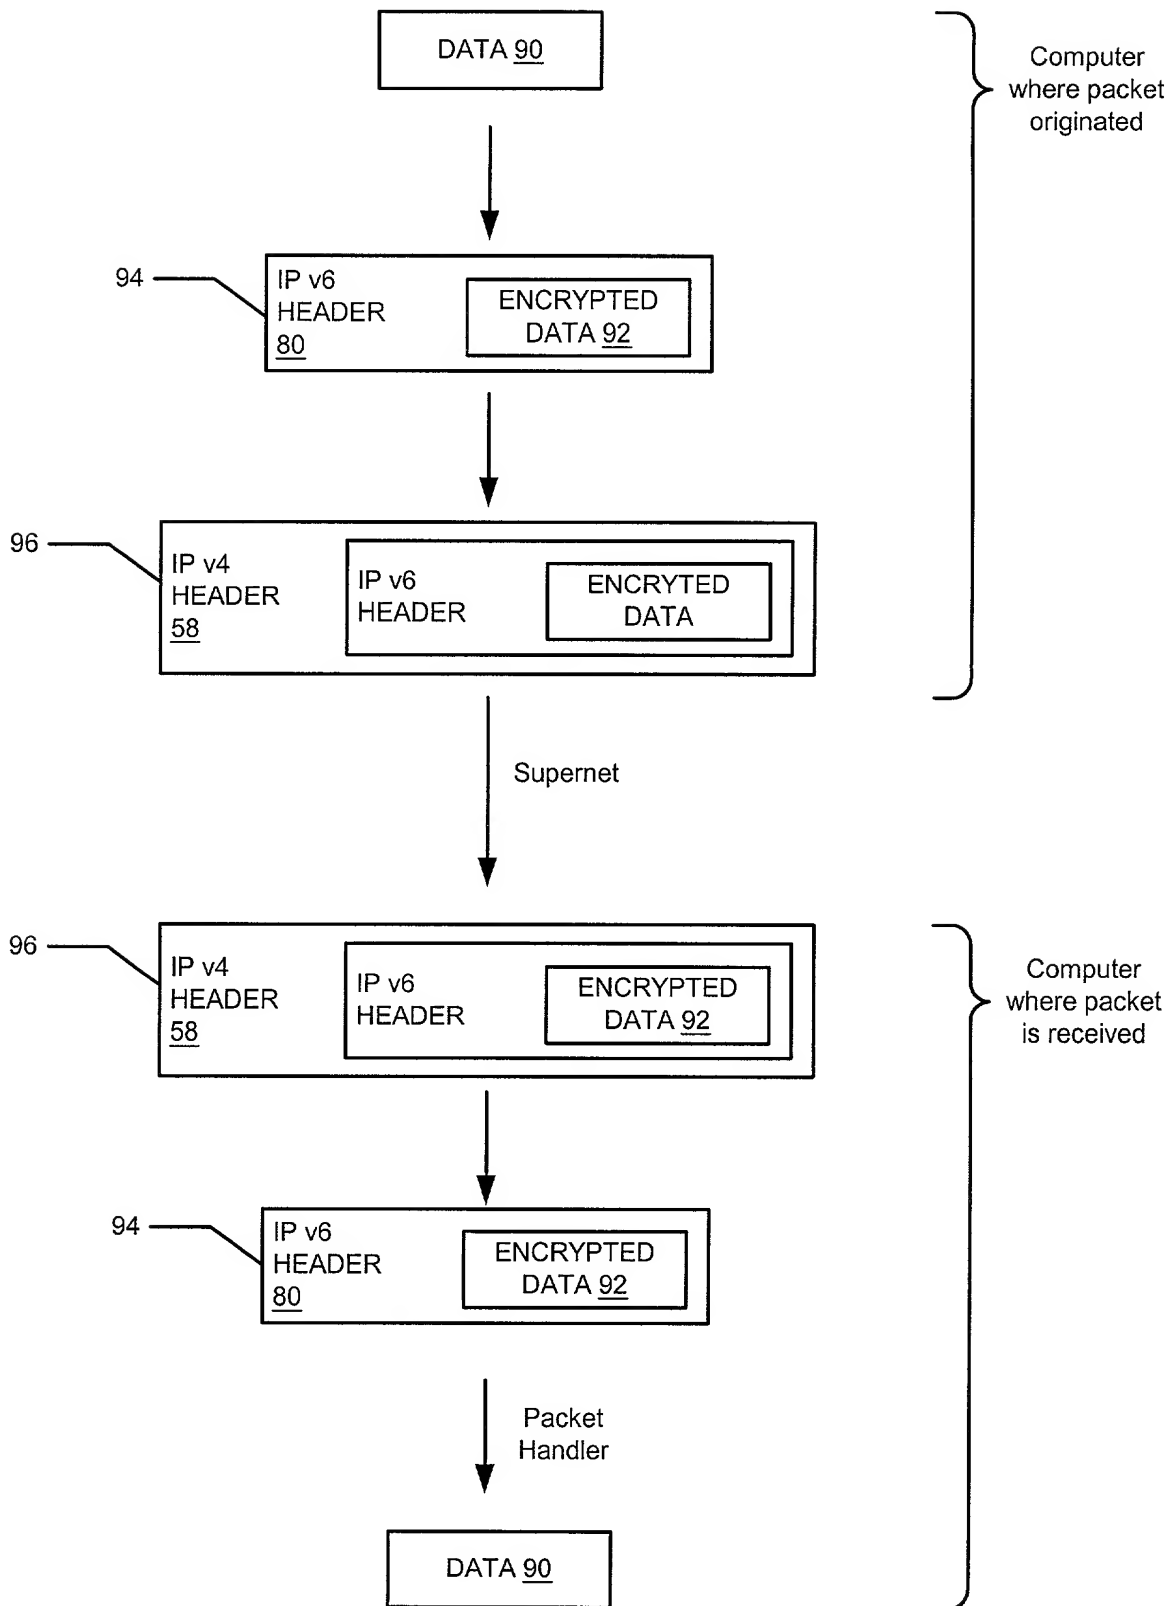 DATA 90
Computer
where packet
originated
94
IP v6
HEADER
80
ENCRYPTED
DATA 92
96
IP v4
HEADER
58
IP v6
HEADER
ENCRYTED
DATA
Supernet
96
IP v4
HEADER
58
IP v6
HEADER
ENCRYPTED
DATA 92
Computer
where packet
is received
94
IP v6
HEADER
80
ENCRYPTED
DATA 92
Packet
Handler
DATA 90